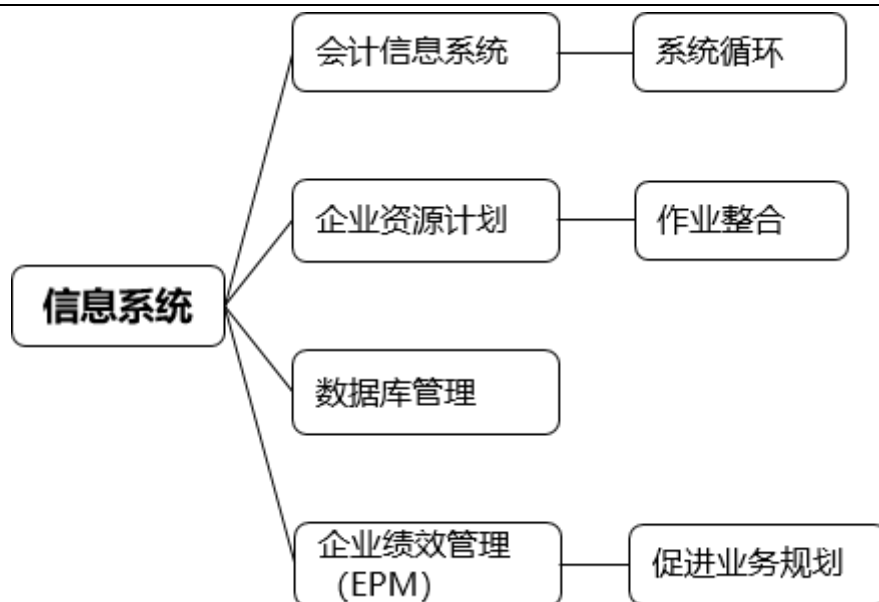 会计信息系统
系统循环
企业资源计划
作业整合
信息系统
数据库管理
企业绩效管理
（EPM）
促进业务规划